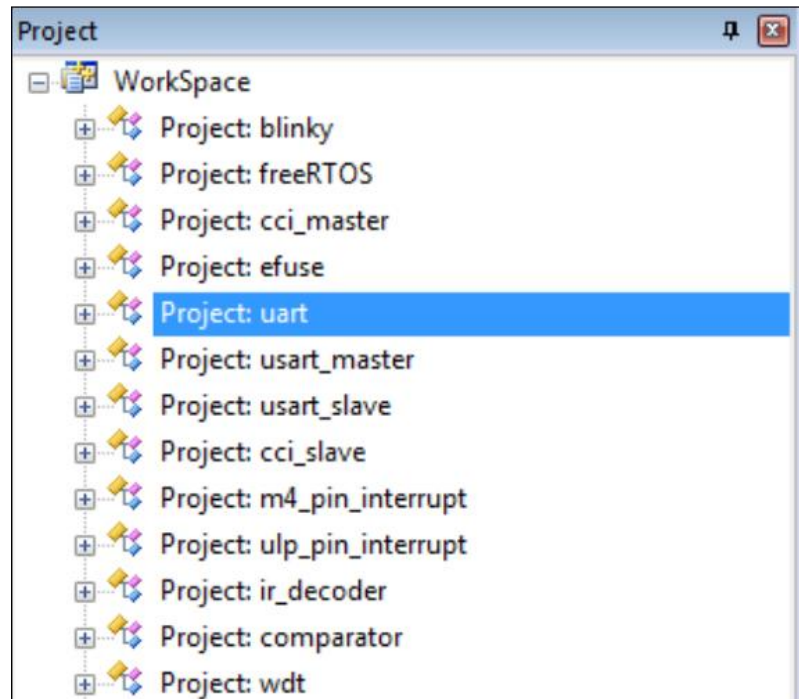 Project
WorkSpace
Project: blinky
Project: freeRTOS
Project: cci_master
Project: efuse
Project: uart
Project: usart_master
Project: usart_slave
Project: cci_slave
Project: m4_pin_interrupt
Project: ulp_pin_interrupt
Project: ir_decoder
Project: comparator
Project: wdt